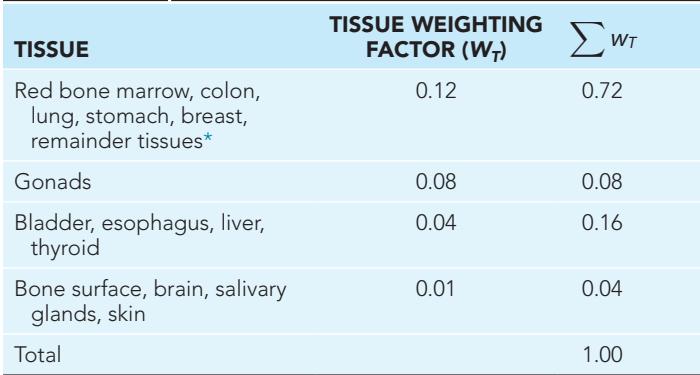 TISSUE TISSUE WEIGHTING FACTOR (W_T) ∑ w_T
Red bone marrow, colon, 0.12 0.72
lung, stomach, breast,
remainder tissues*
Gonads 0.08 0.08
Bladder, esophagus, liver, 0.04 0.16
thyroid
Bone surface, brain, salivary 0.01 0.04
glands, skin
Total 1.00